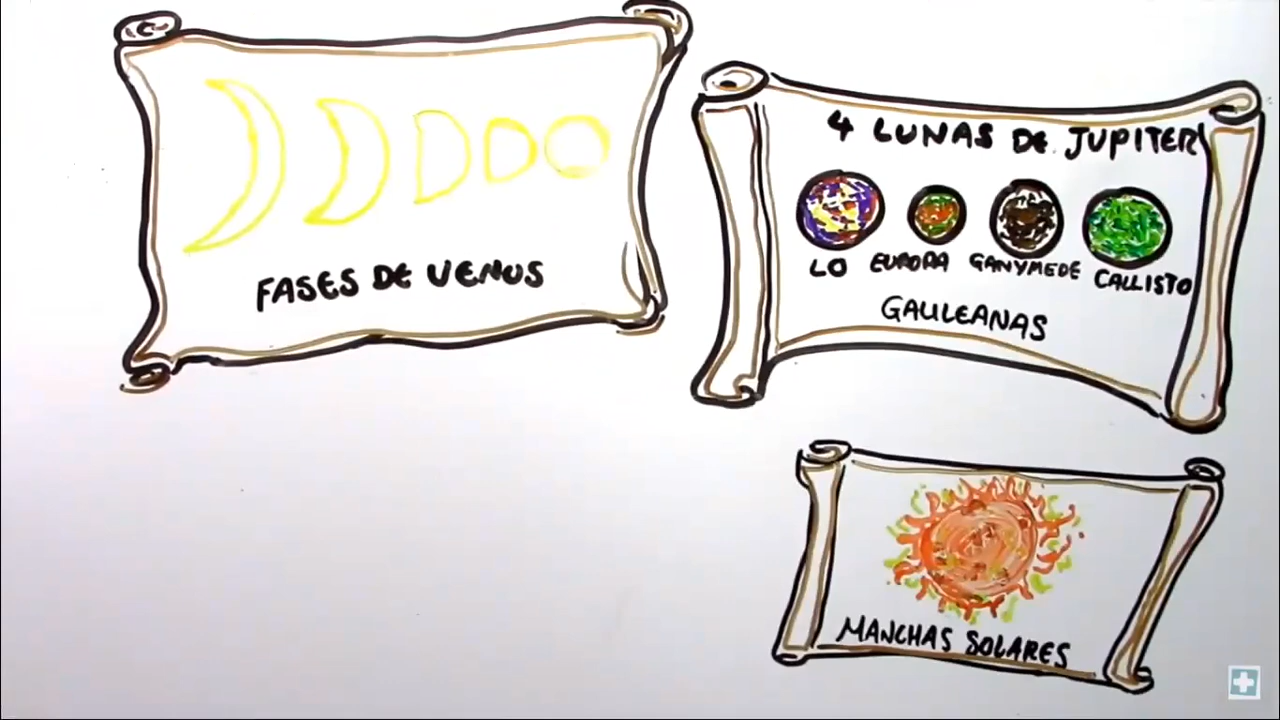 FASES DE VENUS
4 LUNAS DE JUPITER
LO EUROPA GANYMEDE CALLISTO
GALILEANAS
MANCHAS SOLARES